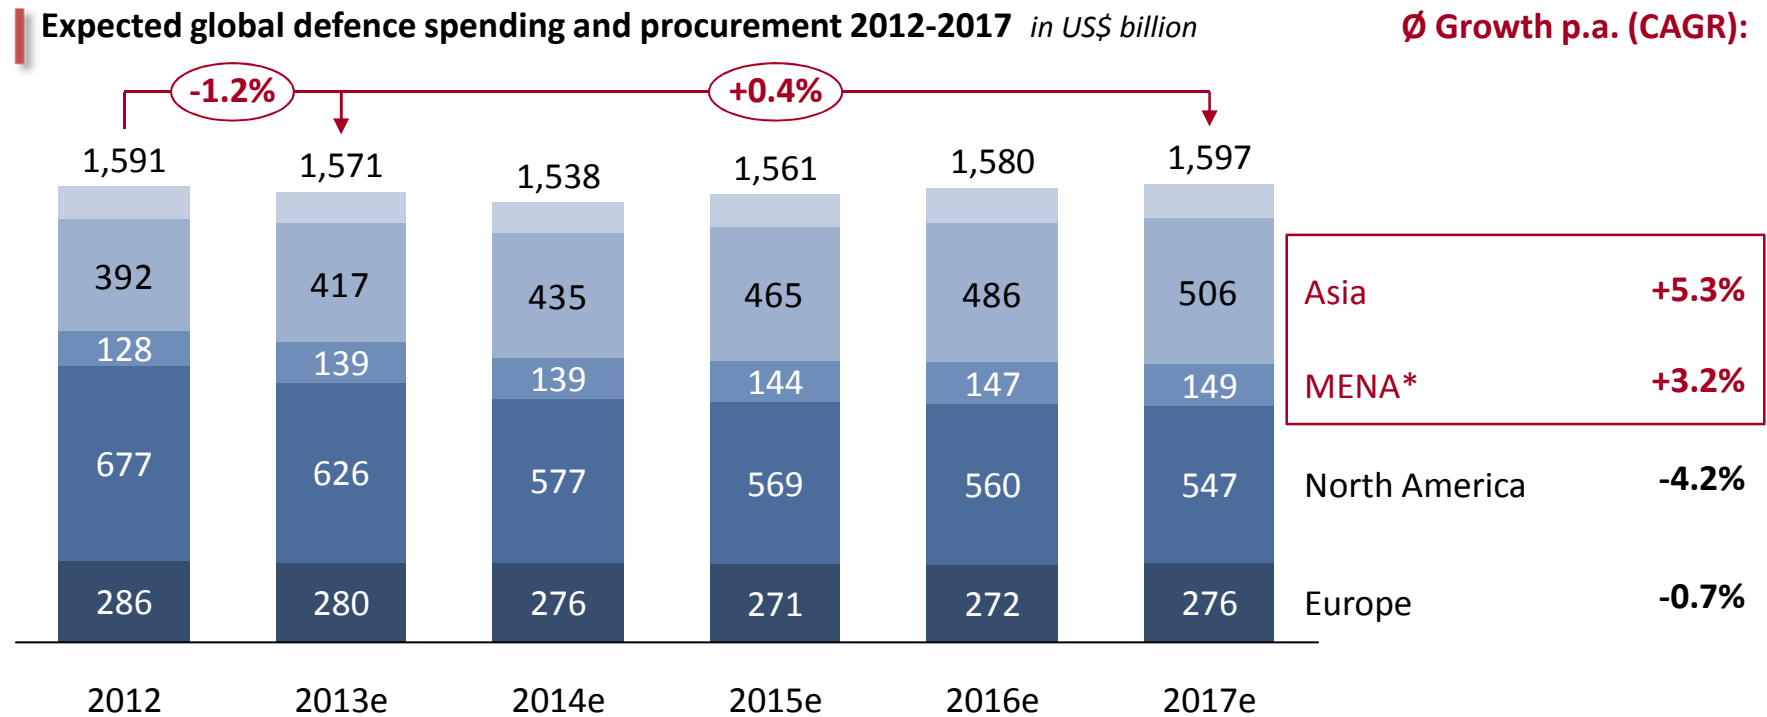 Expected global defence spending and procurement 2012-2017 in US$ billion
Ø Growth p.a. (CAGR):
-1.2% +0.4%
1,591 1,571 1,538 1,561 1,580 1,597
392 417 435 465 486 506 Asia +5.3%
128 139 139 144 147 149 MENA* +3.2%
677 626 577 569 560 547 North America -4.2%
286 280 276 271 272 276 Europe -0.7%
2012 2013e 2014e 2015e 2016e 2017e